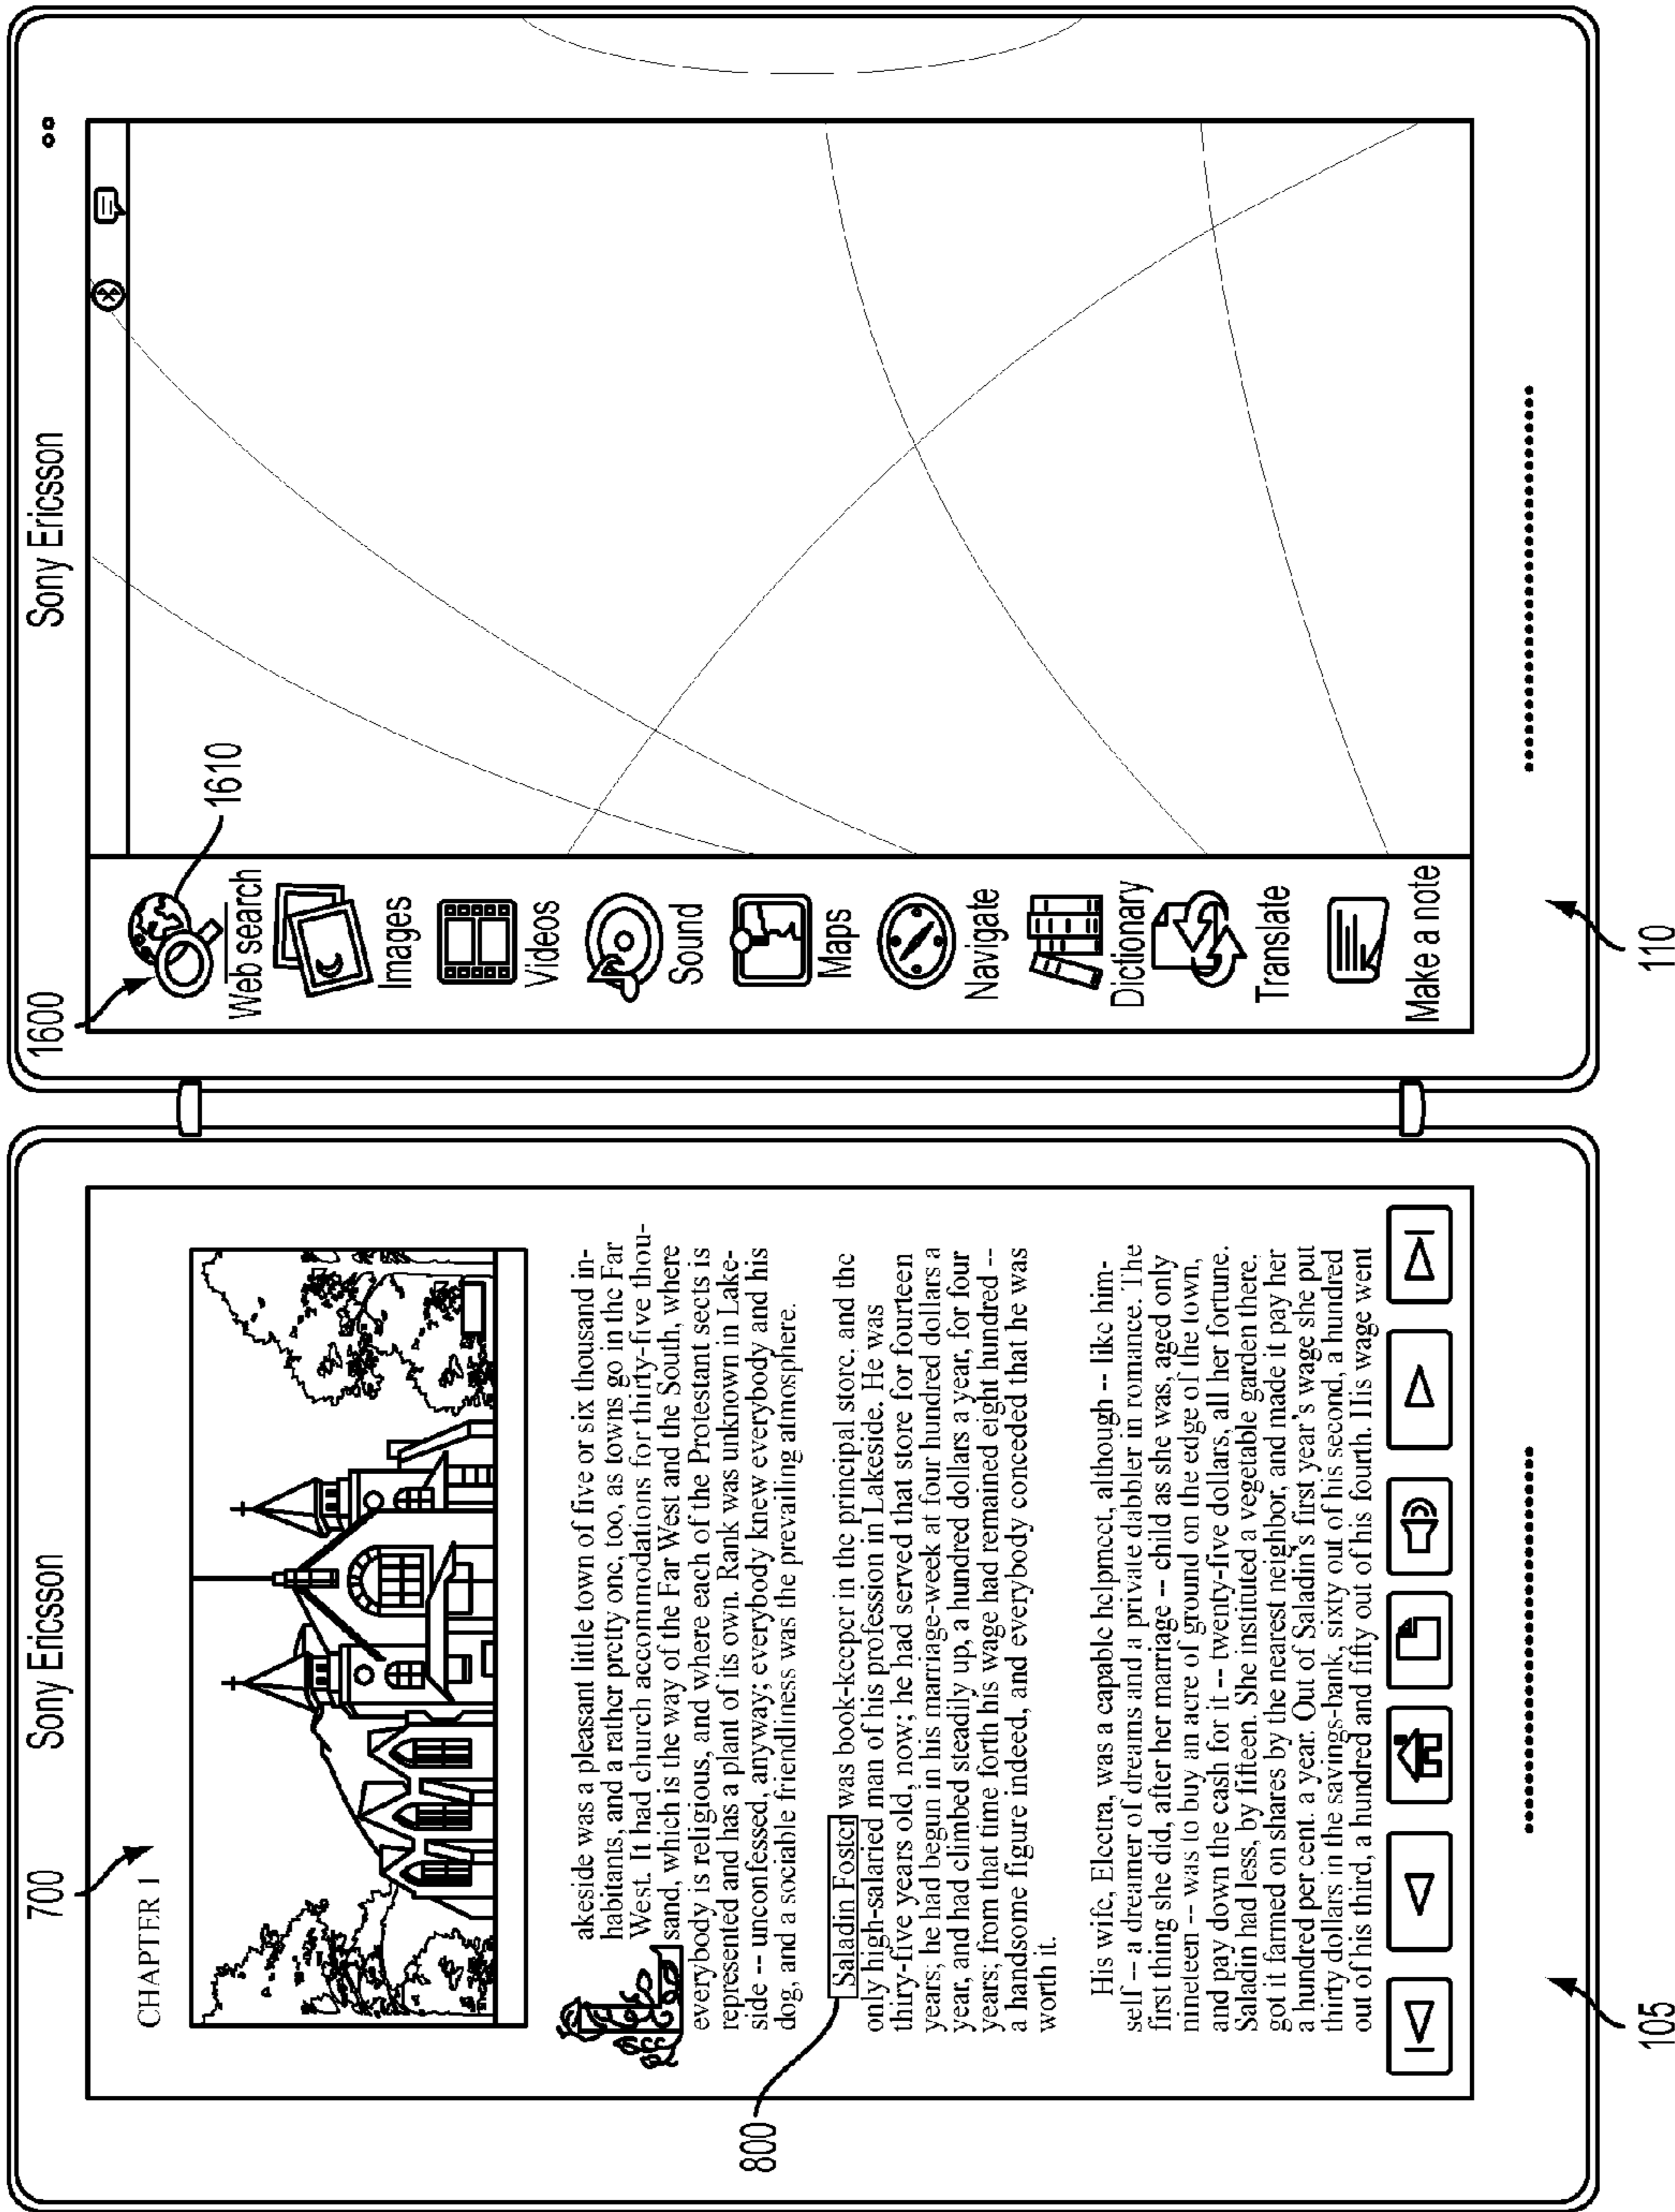 Sony Ericsson
700
CHAPTER 1
akeside was a pleasant little town of five or six thousand in-
habitants, and a rather pretty one, too, as towns go in the Far
West. It had church accommodations for thirty-five thou-
sand, which is the way of the Far West and the South, where
everybody is religious, and where each of the Protestant sects is
represented and has a plant of its own. Rank was unknown in Lake-
side -- unconfessed, anyway; everybody knew everybody and his
dog, and a sociable friendliness was the prevailing atmosphere.
800
Saladin Foster was book-keeper in the principal store, and the
only high-salaried man of his profession in Lakeside. He was
thiry-five years old, now; he had served that store for fourteen
years; he had begun in his marriage-week at four hundred dollars a
year, and had climbed steadily up, a hundred dollars a year, for four
years; from that time forth his wage had remained eight hundred --
a handsome figure indeed, and everybody conceded that he was
worth it.
His wife, Electra, was a capable helpmeet, although -- like him-
self -- a dreamer of dreams and a private dabbler in romance. The
first thing she did, after her marriage -- child as she was, aged only
nineteen -- was to buy an acre of ground on the edge of the town,
and pay down the cash for it -- twenty-five dollars, all her fortune.
Saladin had less, by fifteen. She instituted a vegetable garden there,
got it farmed on shares by the nearest neighbor, and made it pay her
a hundred per cent. a year. Out of Saladin's first year's wage she put
thirty dollars in the savings-bank, sixty out of his second, a hundred
out of his third, a hundred and fifty out of his fourth. His wage went
105
Sony Ericsson
1600
1610
Web search
Images
Videos
Sound
Maps
Navigate
Dictionary
Translate
Make a note
110